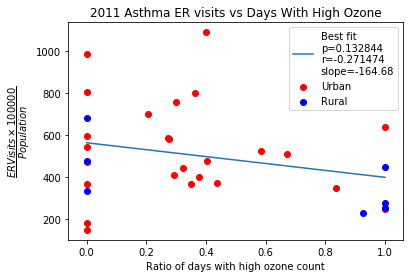 2011 Asthma ER visits vs Days With High Ozone
Best fit
p=0.132844
r=-0.271474
slope=-164.68
Urban
Rural
ERVisits × 100000
Population
1000
800
600
400
200
0.0 0.2 0.4 0.6 0.8 1.0
Ratio of days with high ozone count